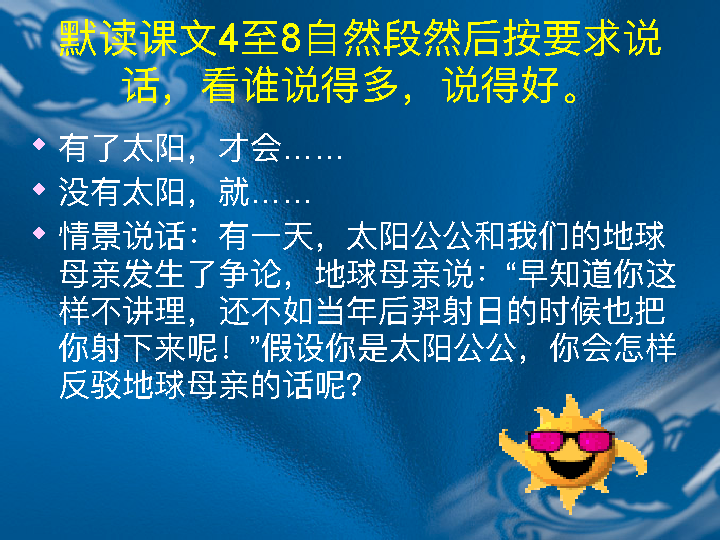 默读课文4至8自然段然后按要求说
话，看谁说得多，说得好。
有了太阳，才会……
没有太阳，就……
情景说话：有一天，太阳公公和我们的地球
母亲发生了争论，地球母亲说：“早知道你这
样不讲理，还不如当年后羿射日的时候也把
你射下来呢！”假设你是太阳公公，你会怎样
反驳地球母亲的话呢？